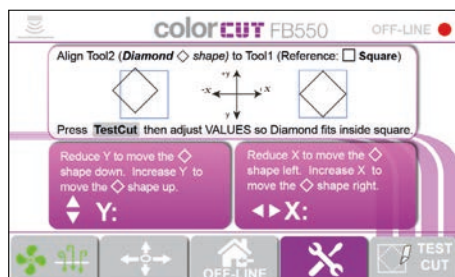 colorcut FB550 OFF-LINE
Align Tool2 (Diamond ◇ shape) to Tool1 (Reference: □ Square)
+y
-x +x
y
Press TestCut then adjust VALUES so Diamond fits inside square.
Reduce Y to move the ◇
shape down. Increase Y to
move the ◇ shape up.
Y:
Reduce X to move the ◇
shape left. Increase X to
move the ◇ shape right.
X:
OFF-LINE
TEST
CUT